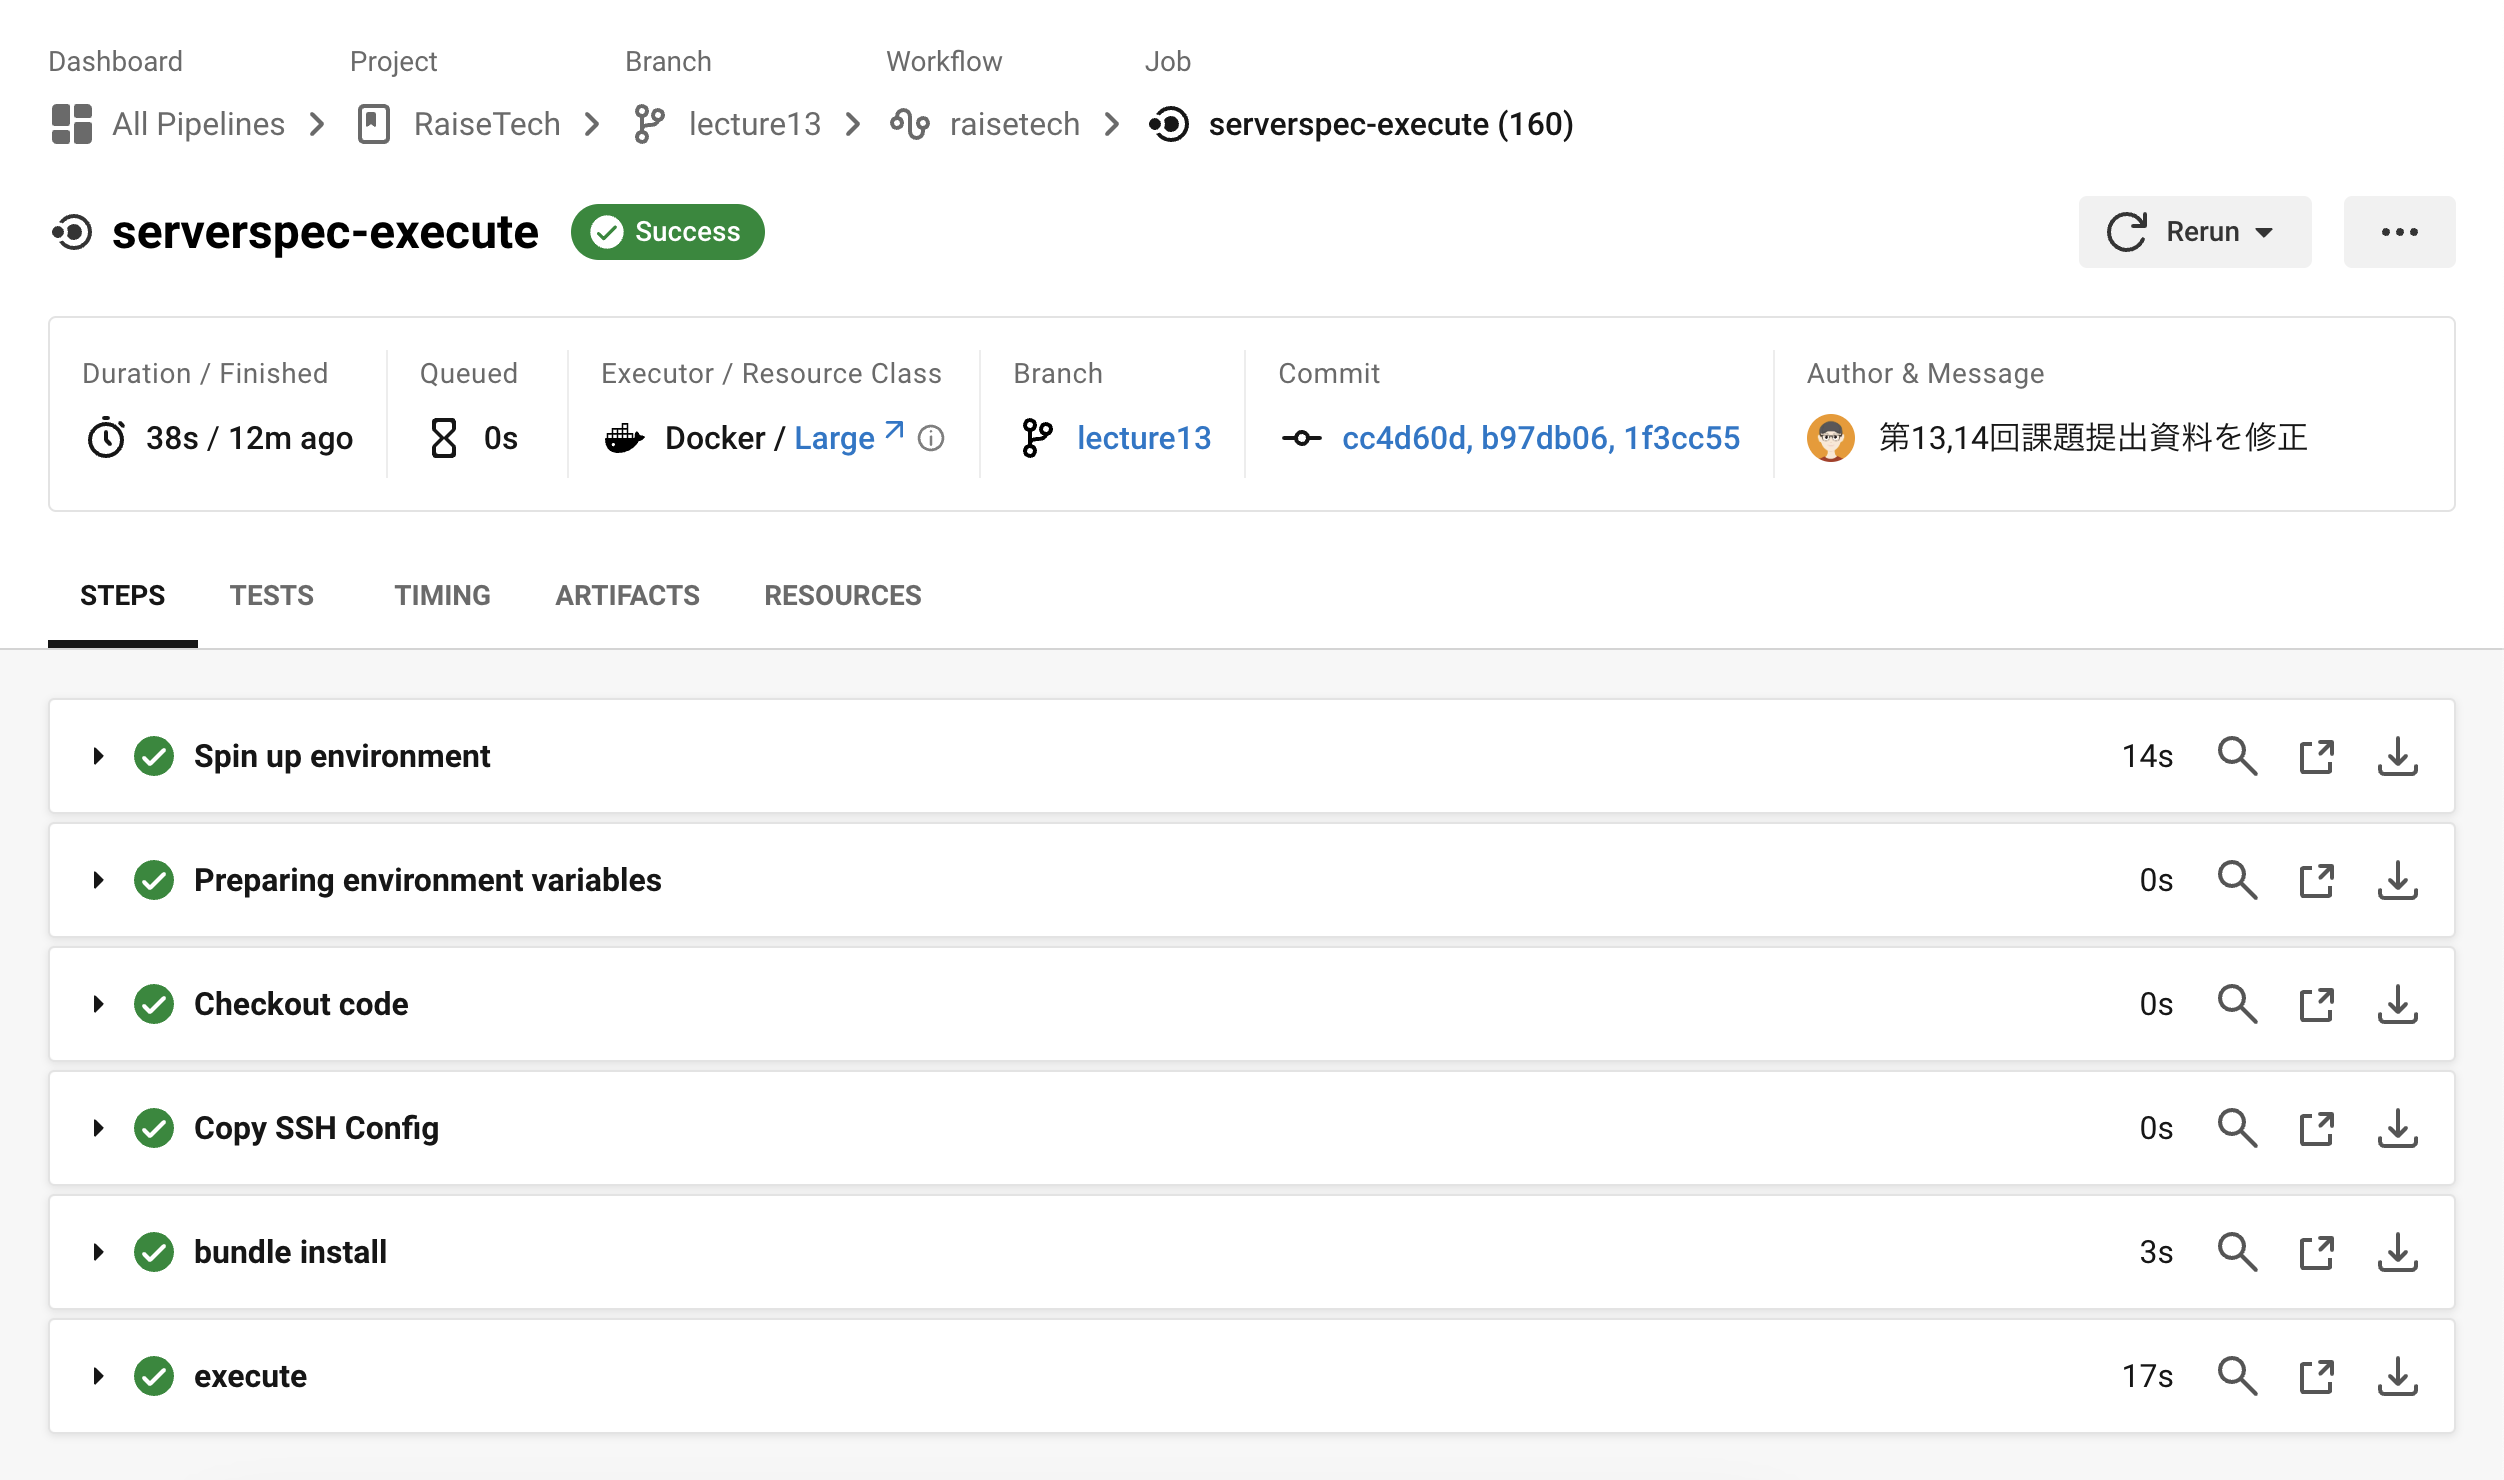 Dashboard Project Branch Workflow Job
All Pipelines RaiseTech lecture13 raisetech serverspec-execute (160)
serverspec-execute Success Rerun
Duration / Finished Queued Executor / Resource Class Branch Commit Author & Message
38s / 12m ago 0s Docker / Large lecture13 cc4d60d, b97db06, 1f3cc55 第13,14回課題提出資料を修正
STEPS TESTS TIMING ARTIFACTS RESOURCES
Spin up environment 14s
Preparing environment variables 0s
Checkout code 0s
Copy SSH Config 0s
bundle install 3s
execute 17s